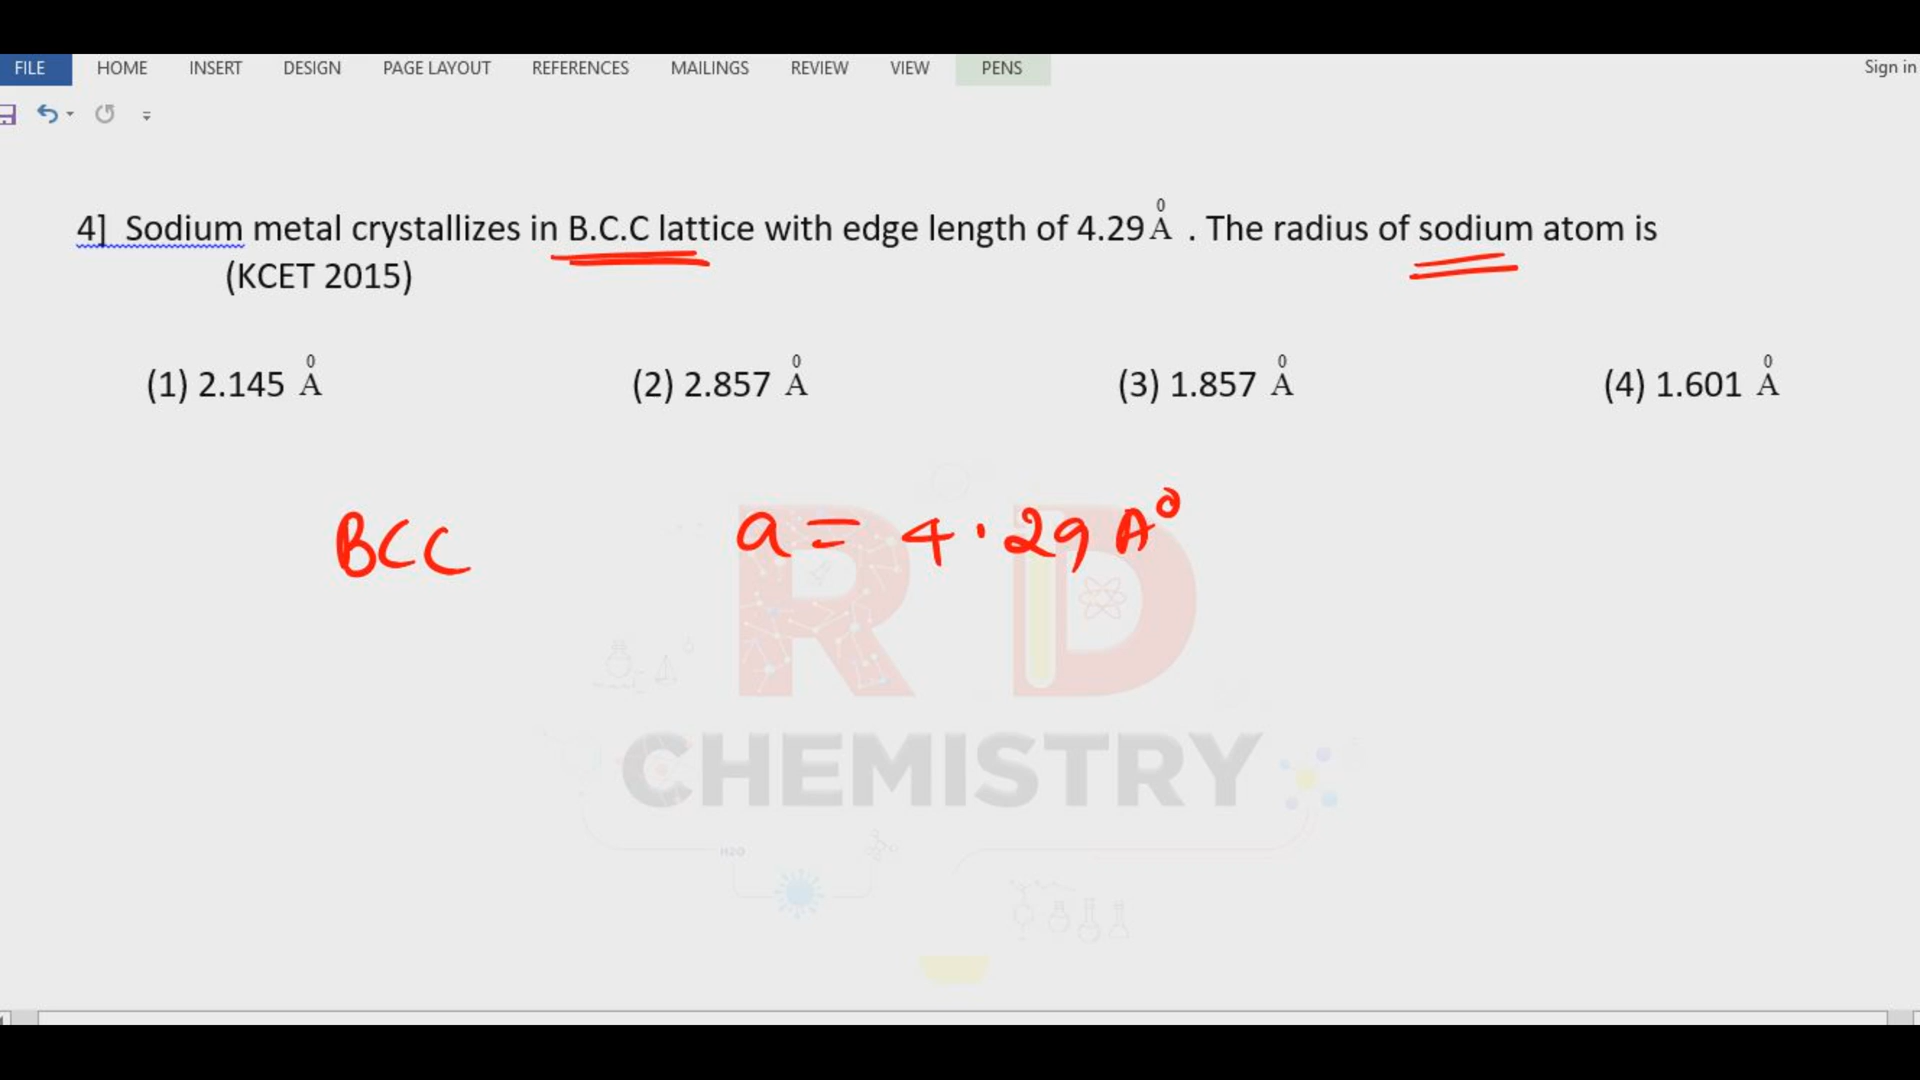 FILE HOME INSERT DESIGN PAGE LAYOUT REFERENCES MAILINGS REVIEW VIEW PENS Sign in
4] Sodium metal crystallizes in B.C.C lattice with edge length of 4.29 Å . The radius of sodium atom is
(KCET 2015)
(1) 2.145 Å (2) 2.857 Å (3) 1.857 Å (4) 1.601 Å
BCC a = 4.29 A°
R D
CHEMISTRY
H2O